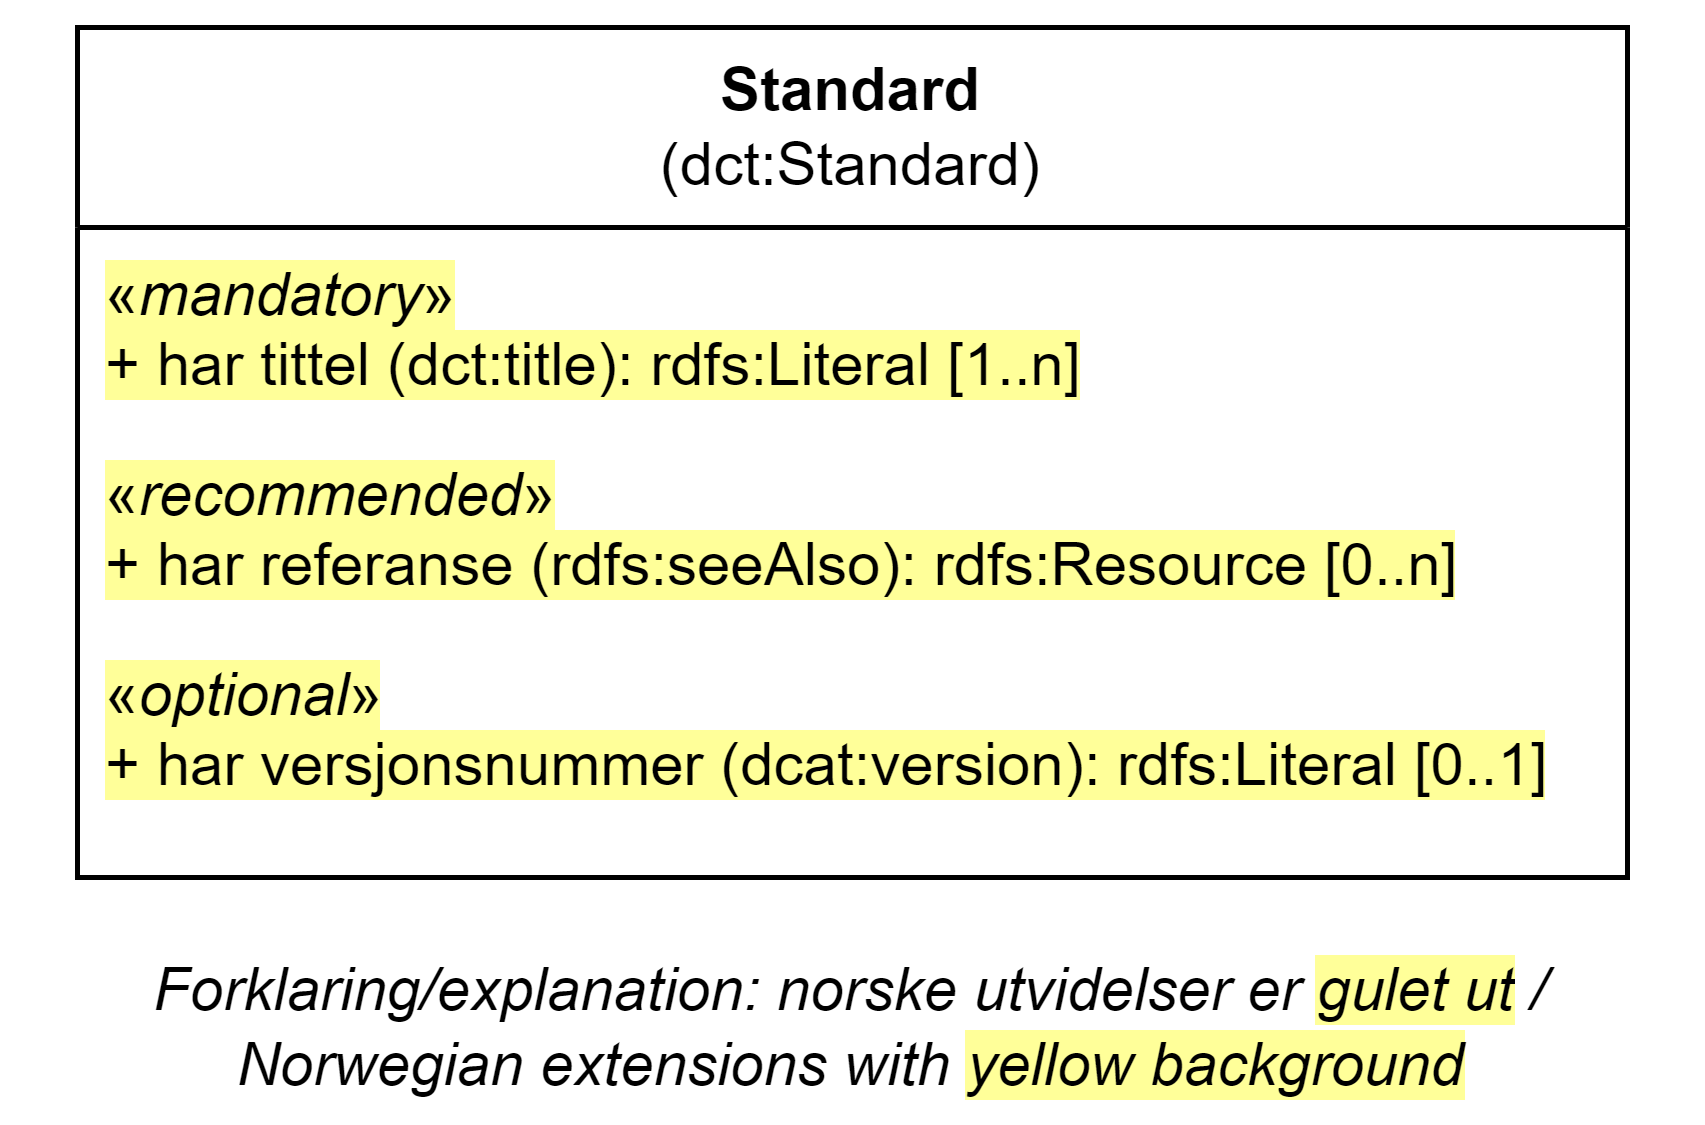 Standard
(dct:Standard)
«mandatory»
+ har tittel (dct:title): rdfs:Literal [1..n]
«recommended»
+ har referanse (rdfs:seeAlso): rdfs:Resource [0..n]
«optional»
+ har versjonsnummer (dcat:version): rdfs:Literal [0..1]
Forklaring/explanation: norske utvidelser er gulet ut /
Norwegian extensions with yellow background